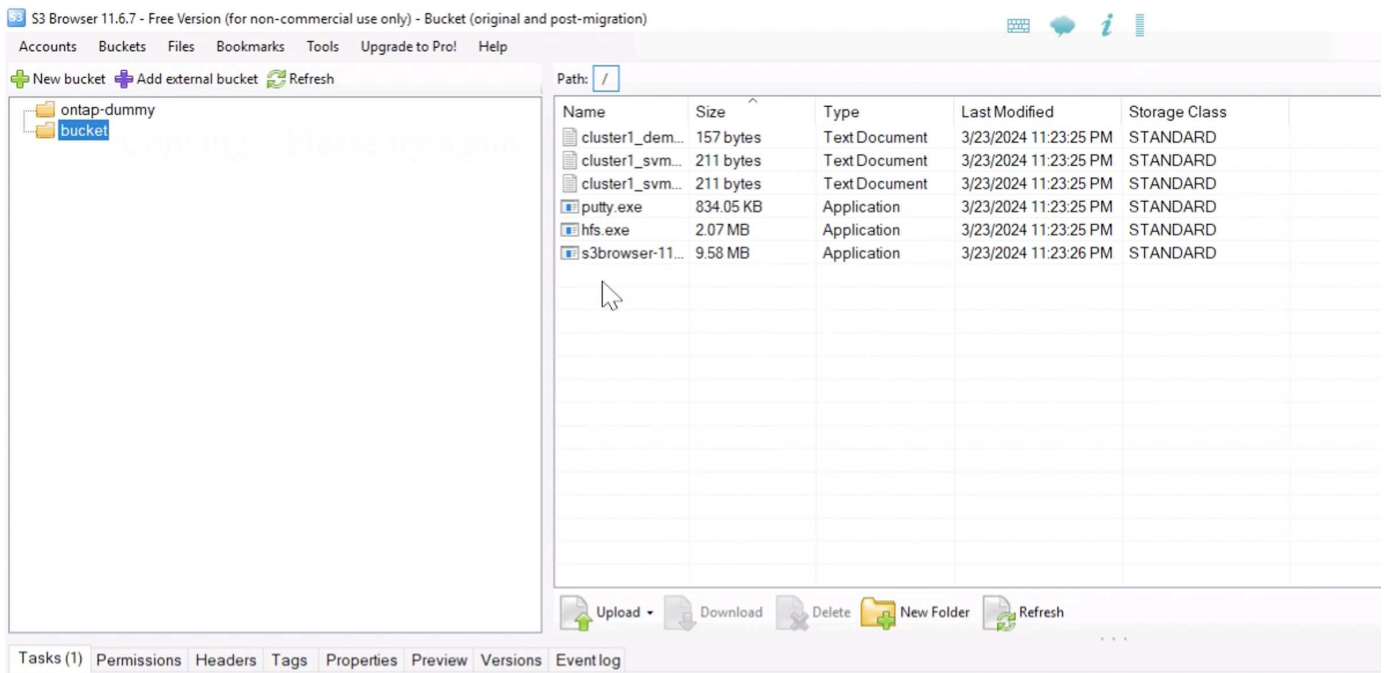 S3 Browser 11.6.7 - Free Version (for non-commercial use only) - Bucket (original and post-migration)
Accounts Buckets Files Bookmarks Tools Upgrade to Pro! Help
New bucket Add external bucket Refresh
Path: /
ontap-dummy
bucket
Copying... Please try again
Name Size Type Last Modified Storage Class
cluster1_dem... 157 bytes Text Document 3/23/2024 11:23:25 PM STANDARD
cluster1_svm... 211 bytes Text Document 3/23/2024 11:23:25 PM STANDARD
cluster1_svm... 211 bytes Text Document 3/23/2024 11:23:25 PM STANDARD
putty.exe 834.05 KB Application 3/23/2024 11:23:25 PM STANDARD
hfs.exe 2.07 MB Application 3/23/2024 11:23:25 PM STANDARD
s3browser-11... 9.58 MB Application 3/23/2024 11:23:26 PM STANDARD
Upload Download Delete New Folder Refresh
Tasks (1) Permissions Headers Tags Properties Preview Versions Event log